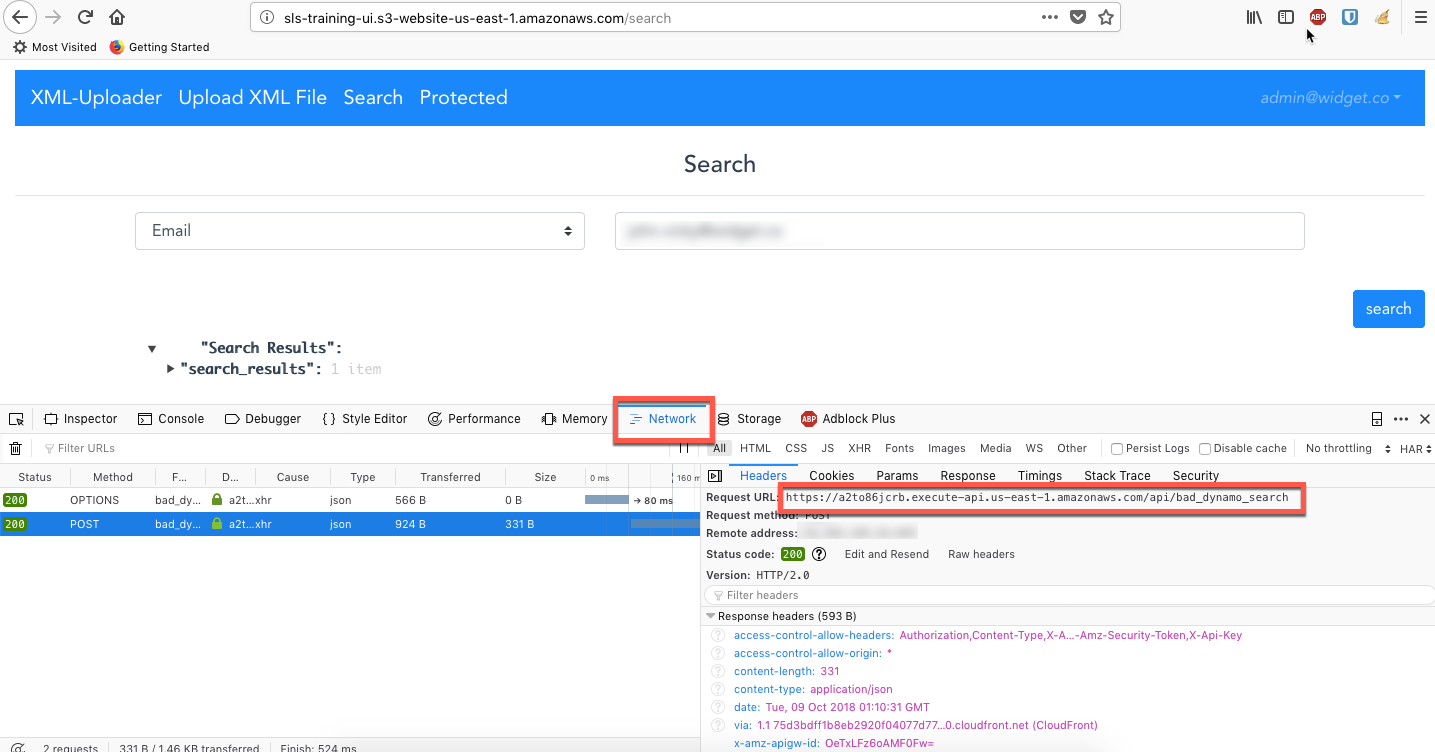 sls-training-ui.s3-website-us-east-1.amazonaws.com/search
ABP
Most Visited Getting Started
XML-Uploader Upload XML File Search Protected admin@widget.co
Search
Email
search
"Search Results":
"search_results": 1 item
Inspector Console Debugger { } Style Editor Performance Memory Network Storage ABP Adblock Plus
Filter URLs All HTML CSS JS XHR Fonts Images Media WS Other Persist Logs Disable cache No throttling HAR
Status Method F... D... Cause Type Transferred Size 0 ms 160 m
Headers Cookies Params Response Timings Stack Trace Security
200 OPTIONS bad_dy... a2t...xhr json 566 B 0 B → 80 ms
200 POST bad_dy... a2t...xhr json 924 B 331 B
Request URL: https://a2to86jcrb.execute-api.us-east-1.amazonaws.com/api/bad_dynamo_search
Request method: POST
Remote address:
Status code: 200 ? Edit and Resend Raw headers
Version: HTTP/2.0
Filter headers
Response headers (593 B)
? access-control-allow-headers: Authorization,Content-Type,X-A...-Amz-Security-Token,X-Api-Key
? access-control-allow-origin: *
? content-length: 331
? content-type: application/json
? date: Tue, 09 Oct 2018 01:10:31 GMT
? via: 1.1 75d3bdff1b8eb2920f04077d77...0.cloudfront.net (CloudFront)
x-amz-apigw-id: OeTxLFz6oAMF0Fw=
2 requests 331 B / 1.46 KB transferred Finish: 524 ms